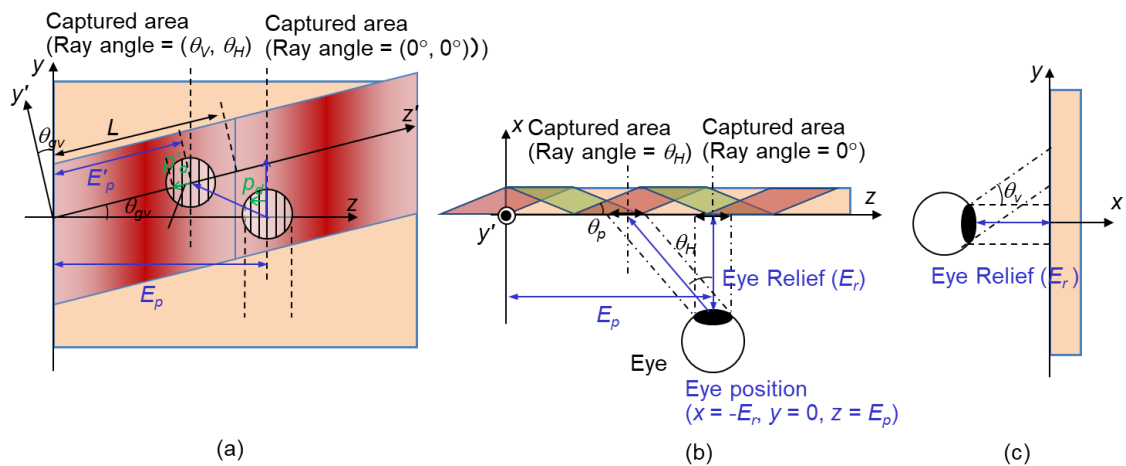 Captured area
(Ray angle = (θV, θH)
Captured area
(Ray angle = (0°, 0°)))
y
y'
θgv
L
E'p
p'd
pd
z'
θgv
z
Ep
(a)
x
Captured area
(Ray angle = θH)
Captured area
(Ray angle = 0°)
z
y'
θp
θH
Eye Relief (Er)
Ep
Eye
Eye position
(x = -Er, y = 0, z = Ep)
(b)
y
θv
x
Eye Relief (Er)
(c)